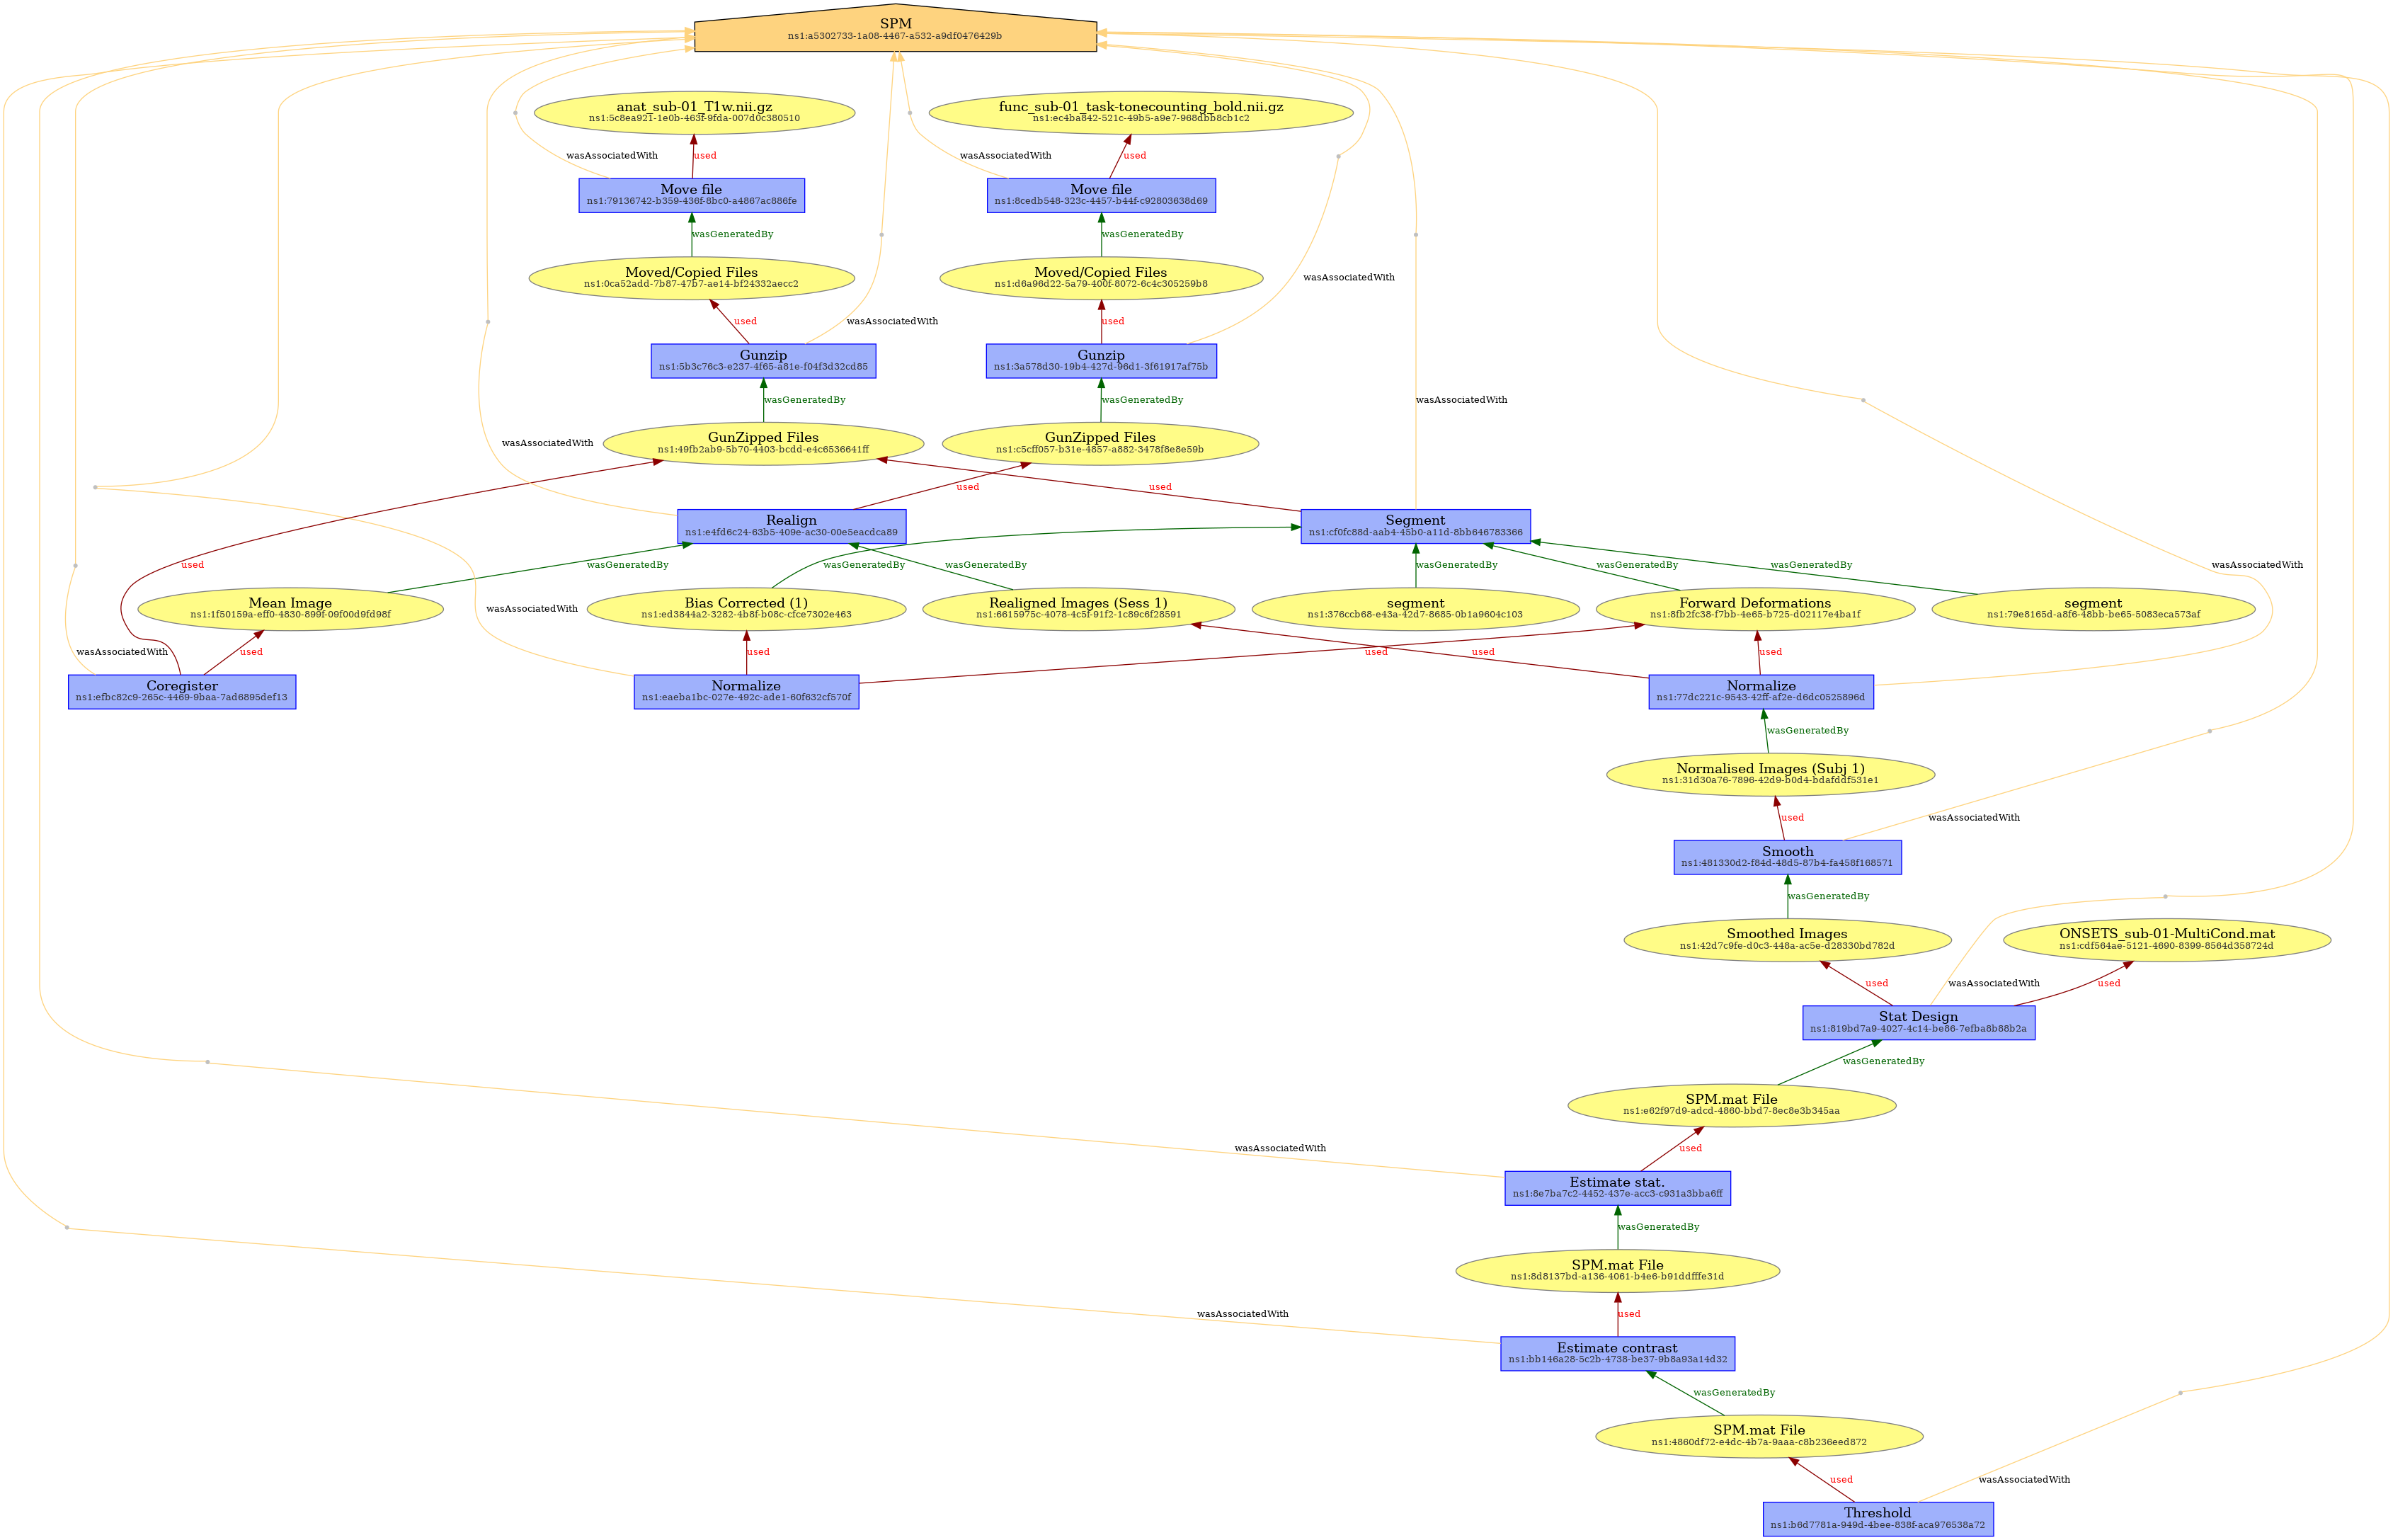 SPM
ns1:a5302733-1a08-4467-a532-a9df0476429b
anat_sub-01_T1w.nii.gz
ns1:5c8ea921-1e0b-463f-9fda-007d0c380510
func_sub-01_task-tonecounting_bold.nii.gz
ns1:ec4ba842-521c-49b5-a9e7-968dbb8cb1c2
wasAssociatedWith
used
wasAssociatedWith
used
Move file
ns1:79136742-b359-436f-8bc0-a4867ac886fe
Move file
ns1:8cedb548-323c-4457-b44f-c92803638d69
wasGeneratedBy
wasGeneratedBy
Moved/Copied Files
ns1:0ca52add-7b87-47b7-ae14-bf24332aecc2
Moved/Copied Files
ns1:d6a96d22-5a79-400f-8072-6c4c305259b8
wasAssociatedWith
used
wasAssociatedWith
used
Gunzip
ns1:5b3c76c3-e237-4f65-a81e-f04f3d32cd85
Gunzip
ns1:3a578d30-19b4-427d-96d1-3f61917af75b
wasGeneratedBy
wasGeneratedBy
wasAssociatedWith
GunZipped Files
ns1:49fb2ab9-5b70-4403-bcdd-e4c6536641ff
GunZipped Files
ns1:c5cff057-b31e-4857-a882-3478f8e8e59b
wasAssociatedWith
used
used
Realign
ns1:e4fd6c24-63b5-409e-ac30-00e5eacdca89
Segment
ns1:cf0fc88d-aab4-45b0-a11d-8bb646783366
used
wasGeneratedBy
wasGeneratedBy
wasGeneratedBy
wasGeneratedBy
wasGeneratedBy
wasGeneratedBy
wasAssociatedWith
Mean Image
ns1:1f50159a-eff0-4830-899f-09f00d9fd98f
wasAssociatedWith
Bias Corrected (1)
ns1:ed3844a2-3282-4b8f-b08c-cfce7302e463
Realigned Images (Sess 1)
ns1:6615975c-4078-4c5f-91f2-1c89c6f28591
segment
ns1:376ccb68-e43a-42d7-8685-0b1a9604c103
Forward Deformations
ns1:8fb2fc38-f7bb-4e65-b725-d02117e4ba1f
segment
ns1:79e8165d-a8f6-48bb-be65-5083eca573af
wasAssociatedWith
used
used
used
used
used
Coregister
ns1:efbc82c9-265c-4469-9baa-7ad6895def13
Normalize
ns1:eaeba1bc-027e-492c-ade1-60f632cf570f
Normalize
ns1:77dc221c-9543-42ff-af2e-d6dc0525896d
wasGeneratedBy
Normalised Images (Subj 1)
ns1:31d30a76-7896-42d9-b0d4-bdafddf531e1
used
wasAssociatedWith
Smooth
ns1:481330d2-f84d-48d5-87b4-fa458f168571
wasGeneratedBy
Smoothed Images
ns1:42d7c9fe-d0c3-448a-ac5e-d28330bd782d
ONSETS_sub-01-MultiCond.mat
ns1:cdf564ae-5121-4690-8399-8564d358724d
used
wasAssociatedWith
used
Stat Design
ns1:819bd7a9-4027-4c14-be86-7efba8b88b2a
wasGeneratedBy
SPM.mat File
ns1:e62f97d9-adcd-4860-bbd7-8ec8e3b345aa
wasAssociatedWith
used
Estimate stat.
ns1:8e7ba7c2-4452-437e-acc3-c931a3bba6ff
wasGeneratedBy
SPM.mat File
ns1:8d8137bd-a136-4061-b4e6-b91ddfffe31d
wasAssociatedWith
used
Estimate contrast
ns1:bb146a28-5c2b-4738-be37-9b8a93a14d32
wasGeneratedBy
SPM.mat File
ns1:4860df72-e4dc-4b7a-9aaa-c8b236eed872
used
wasAssociatedWith
Threshold
ns1:b6d7781a-949d-4bee-838f-aca976538a72